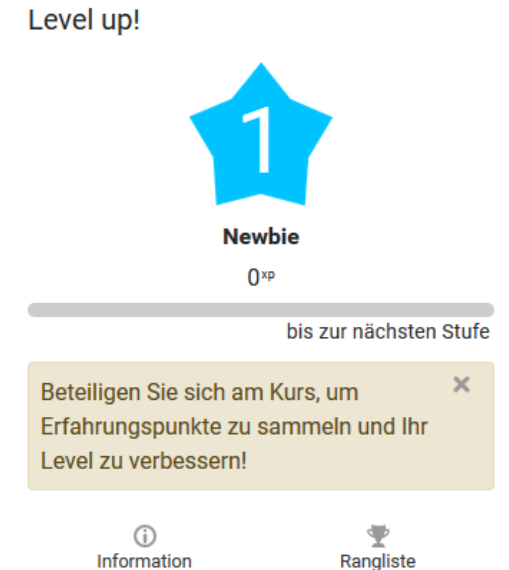 Level up!
1
Newbie
0xp
bis zur nächsten Stufe
Beteiligen Sie sich am Kurs, um
Erfahrungspunkte zu sammeln und Ihr
Level zu verbessern!
Information
Rangliste